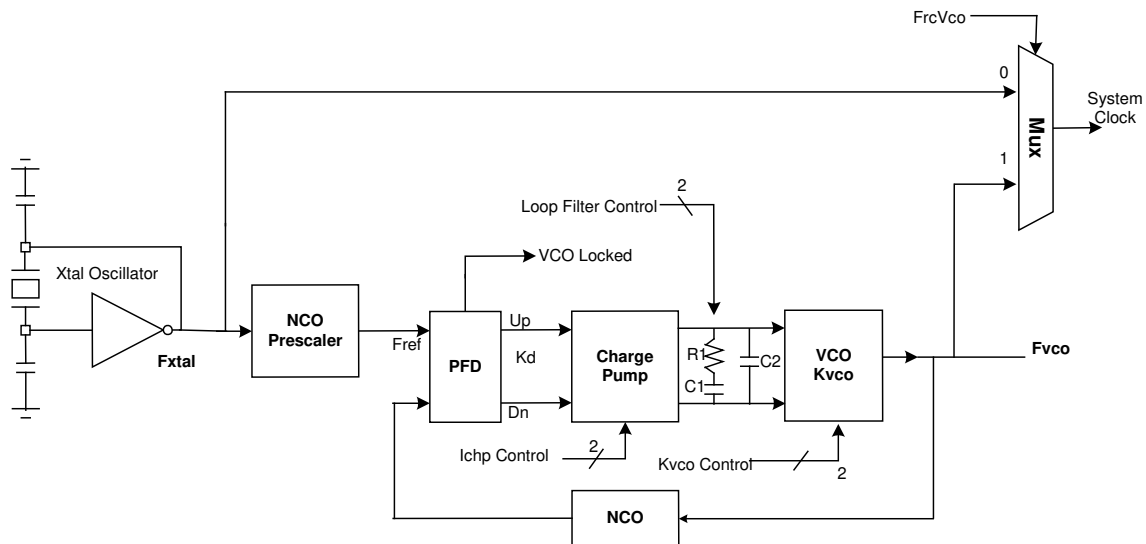 FrcVco
0
System
Clock
Mux
1
2
Loop Filter Control
VCO Locked
Xtal Oscillator
NCO
Prescaler
Fxtal
Fref
PFD
Up
Kd
Dn
Charge
Pump
R1
C1
C2
VCO
Kvco
Fvco
Ichp Control
2
Kvco Control
2
NCO